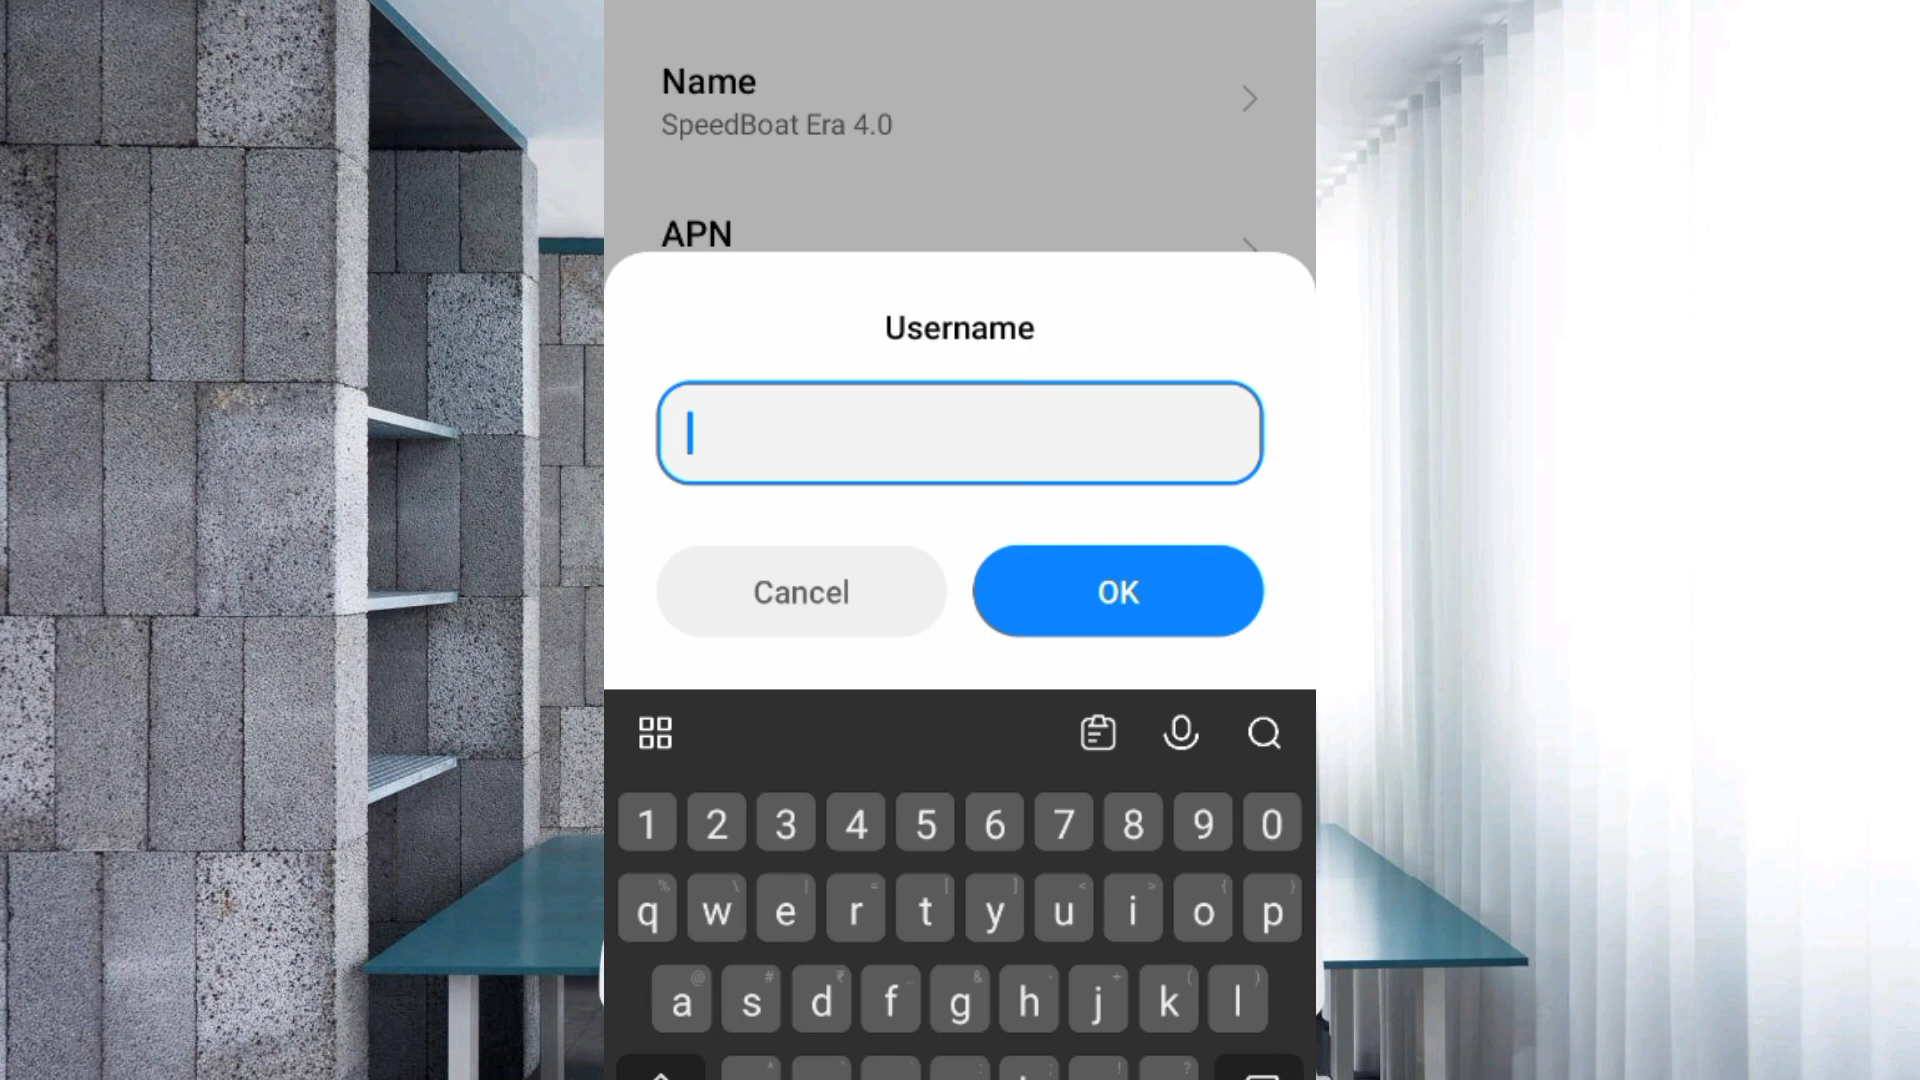 Name
SpeedBoat Era 4.0
APN
Username
Cancel
OK
1 2 3 4 5 6 7 8 9 0
% \ | = [ ] < > { }
q w e r t y u i o p
@ # ₹ _ & - + ( )
a s d f g h j k l